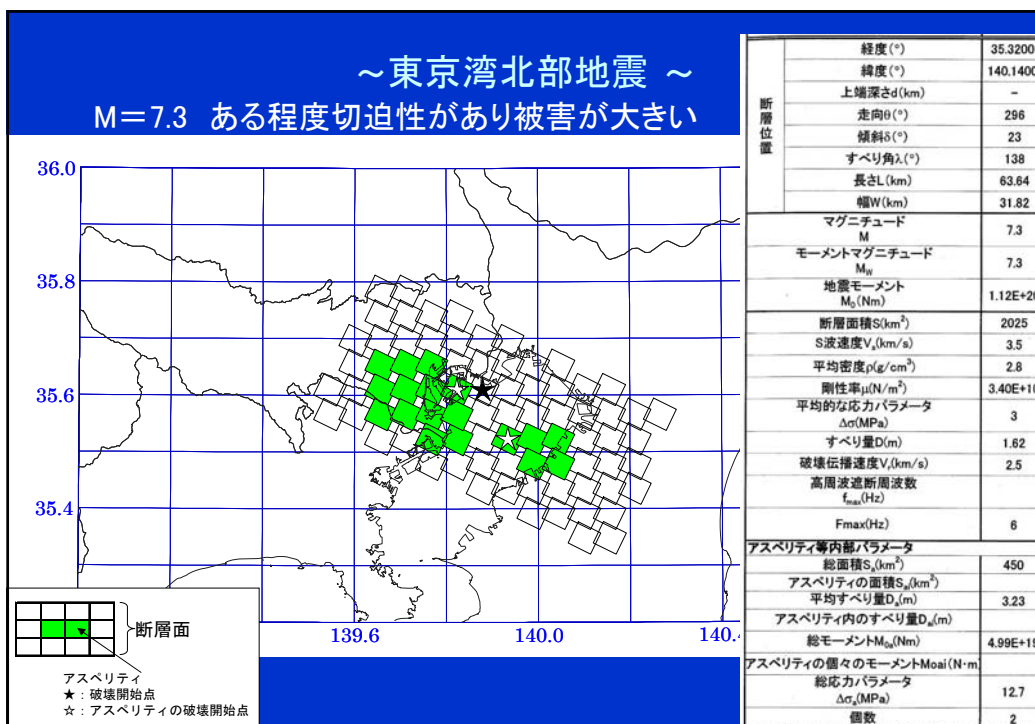 ～東京湾北部地震 ～
M＝7.3 ある程度切迫性があり被害が大きい
36.0
35.8
35.6
35.4
139.6
140.0
140.4
断層面
アスペリティ
★：破壊開始点
☆：アスペリティの破壊開始点
断層位置
経度(°) 35.3200
緯度(°) 140.1400
上端深さd(km) －
走向θ(°) 296
傾斜δ(°) 23
すべり角λ(°) 138
長さL(km) 63.64
幅W(km) 31.82
マグニチュード
M
7.3
モーメントマグニチュード
Mw
7.3
地震モーメント
M₀(Nm)
1.12E+20
断層面積S(km²) 2025
S波速度Vs(km/s) 3.5
平均密度ρ(g/cm³) 2.8
剛性率μ(N/m²) 3.40E+10
平均的な応力パラメータ
Δσ(MPa)
3
すべり量D(m) 1.62
破壊伝播速度Vr(km/s) 2.5
高周波遮断周波数
fmax(Hz)
Fmax(Hz) 6
アスペリティ等内部パラメータ
総面積Sa(km²) 450
アスペリティの面積Sai(km²)
平均すべり量Da(m) 3.23
アスペリティ内のすべり量Dai(m)
総モーメントM0a(Nm) 4.99E+19
アスペリティの個々のモーメントMoai(N・m)
総応力パラメータ
Δσa(MPa)
12.7
個数 2